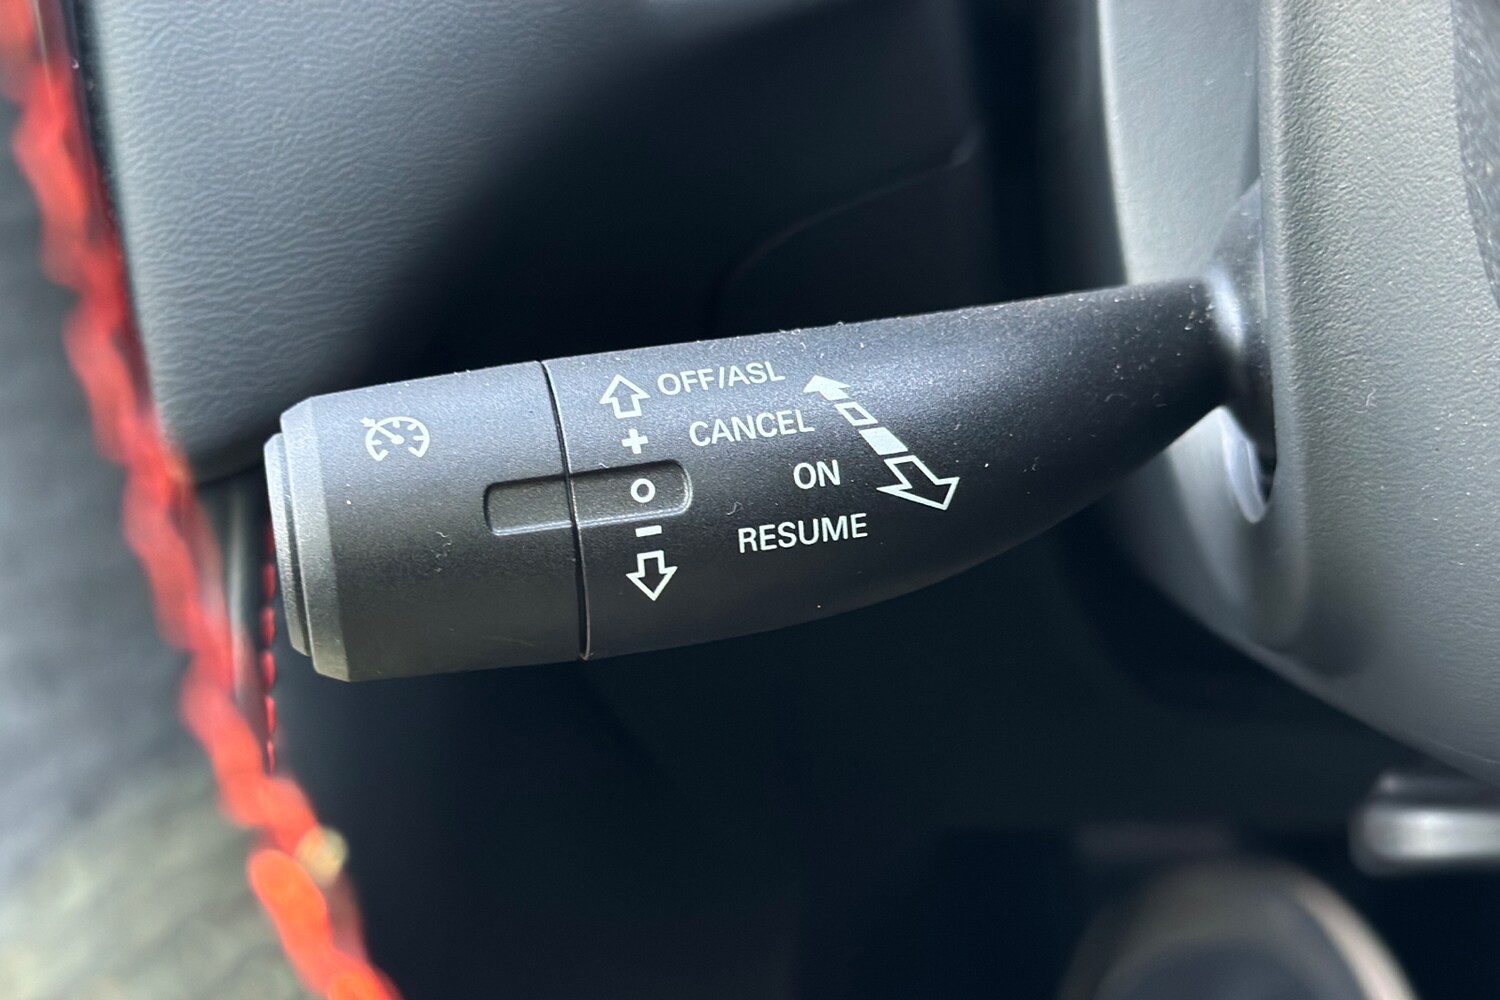 OFF/ASL
+ CANCEL
ON
O
−
RESUME